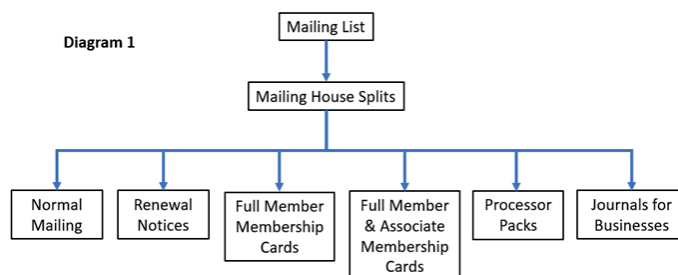 Mailing List
Diagram 1
Mailing House Splits
Normal
Mailing
Renewal
Notices
Full Member
Membership
Cards
Full Member
& Associate
Membership
Cards
Processor
Packs
Journals for
Businesses